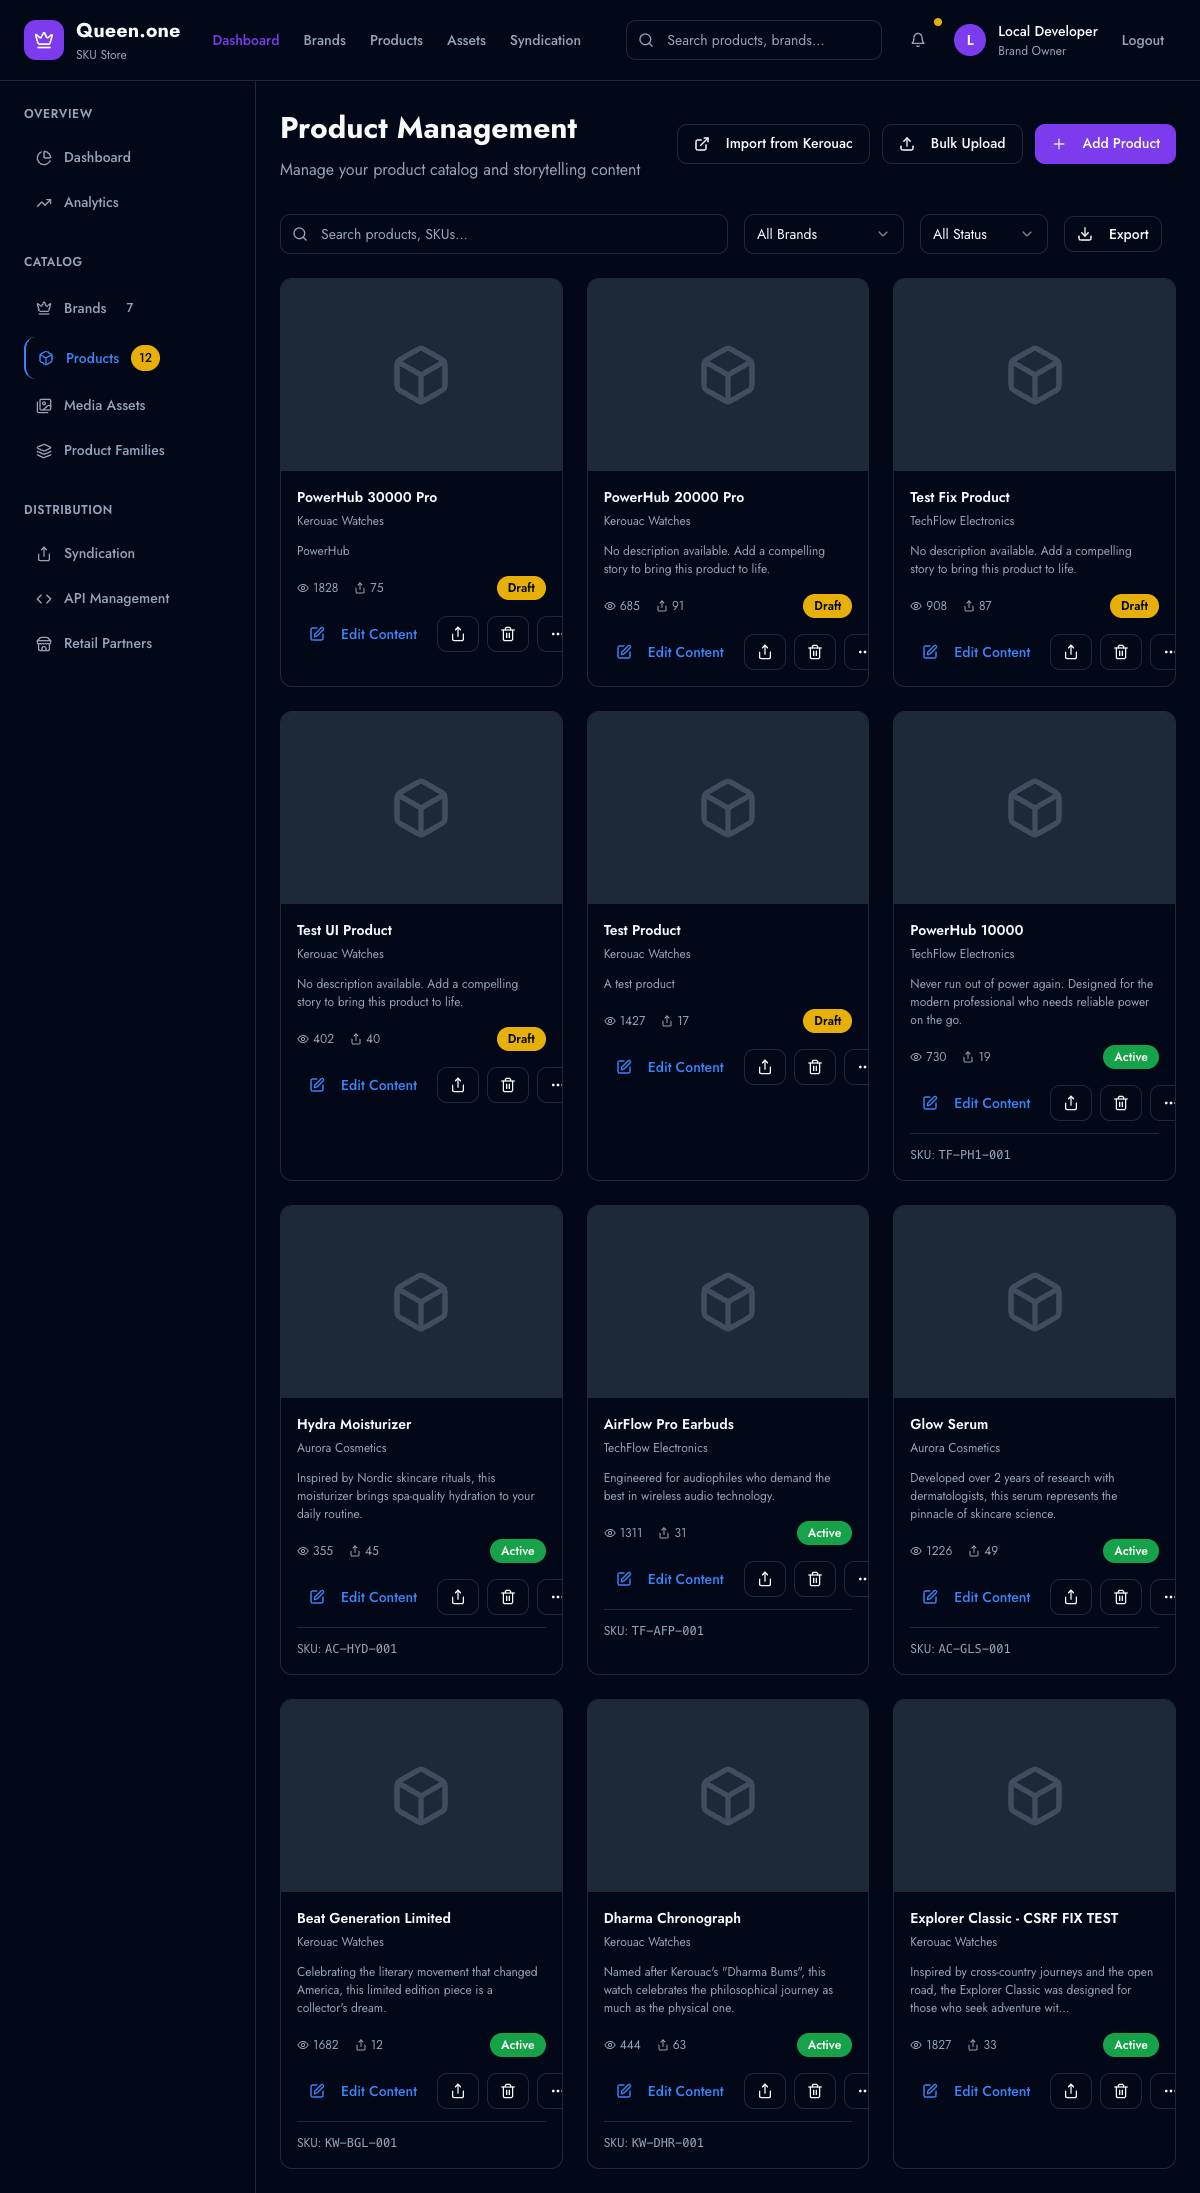 Queen.one
SKU Store
Dashboard
Brands
Products
Assets
Syndication
Search products, brands...
L
Local Developer
Brand Owner
Logout
OVERVIEW
Dashboard
Analytics
CATALOG
Brands 7
Products 12
Media Assets
Product Families
DISTRIBUTION
Syndication
API Management
Retail Partners
Product Management
Manage your product catalog and storytelling content
Import from Kerouac
Bulk Upload
Add Product
Search products, SKUs...
All Brands
All Status
Export
PowerHub 30000 Pro
Kerouac Watches
PowerHub
1828 75 Draft
Edit Content
PowerHub 20000 Pro
Kerouac Watches
No description available. Add a compelling
story to bring this product to life.
685 91 Draft
Edit Content
Test Fix Product
TechFlow Electronics
No description available. Add a compelling
story to bring this product to life.
908 87 Draft
Edit Content
Test UI Product
Kerouac Watches
No description available. Add a compelling
story to bring this product to life.
402 40 Draft
Edit Content
Test Product
Kerouac Watches
A test product
1427 17 Draft
Edit Content
PowerHub 10000
TechFlow Electronics
Never run out of power again. Designed for the
modern professional who needs reliable power
on the go.
730 19 Active
Edit Content
SKU: TF-PH1-001
Hydra Moisturizer
Aurora Cosmetics
Inspired by Nordic skincare rituals, this
moisturizer brings spa-quality hydration to your
daily routine.
355 45 Active
Edit Content
SKU: AC-HYD-001
AirFlow Pro Earbuds
TechFlow Electronics
Engineered for audiophiles who demand the
best in wireless audio technology.
1311 31 Active
Edit Content
SKU: TF-AFP-001
Glow Serum
Aurora Cosmetics
Developed over 2 years of research with
dermatologists, this serum represents the
pinnacle of skincare science.
1226 49 Active
Edit Content
SKU: AC-GLS-001
Beat Generation Limited
Kerouac Watches
Celebrating the literary movement that changed
America, this limited edition piece is a
collector's dream.
1682 12 Active
Edit Content
SKU: KW-BGL-001
Dharma Chronograph
Kerouac Watches
Named after Kerouac's "Dharma Bums", this
watch celebrates the philosophical journey as
much as the physical one.
444 63 Active
Edit Content
SKU: KW-DHR-001
Explorer Classic - CSRF FIX TEST
Kerouac Watches
Inspired by cross-country journeys and the open
road, the Explorer Classic was designed for
those who seek adventure wit...
1827 33 Active
Edit Content